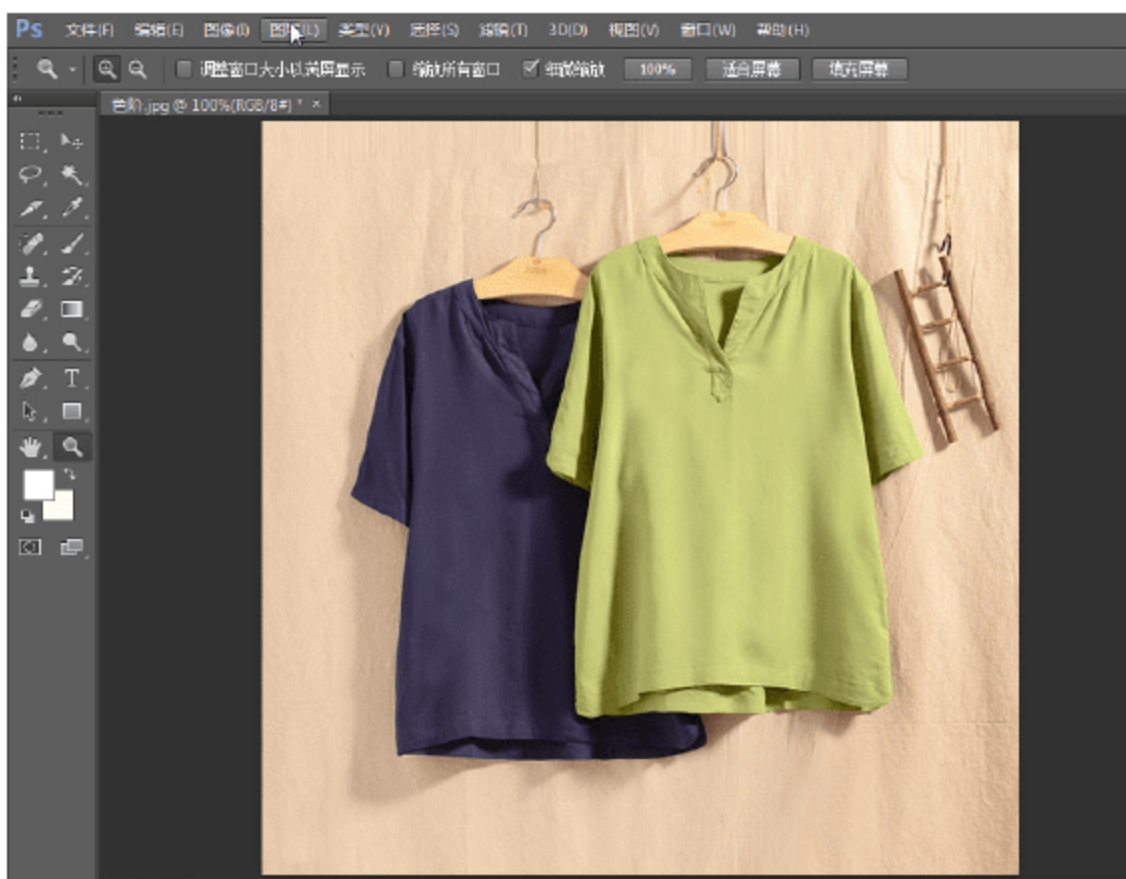 Ps 文件(F) 编辑(E) 图像(I) 图层(L) 类型(Y) 选择(S) 滤镜(T) 3D(D) 视图(V) 窗口(W) 帮助(H)
调整窗口大小以满屏显示 缩放所有窗口 细微缩放 100% 适合屏幕 填充屏幕
色阶.jpg @ 100%(RGB/8#) * ×
T